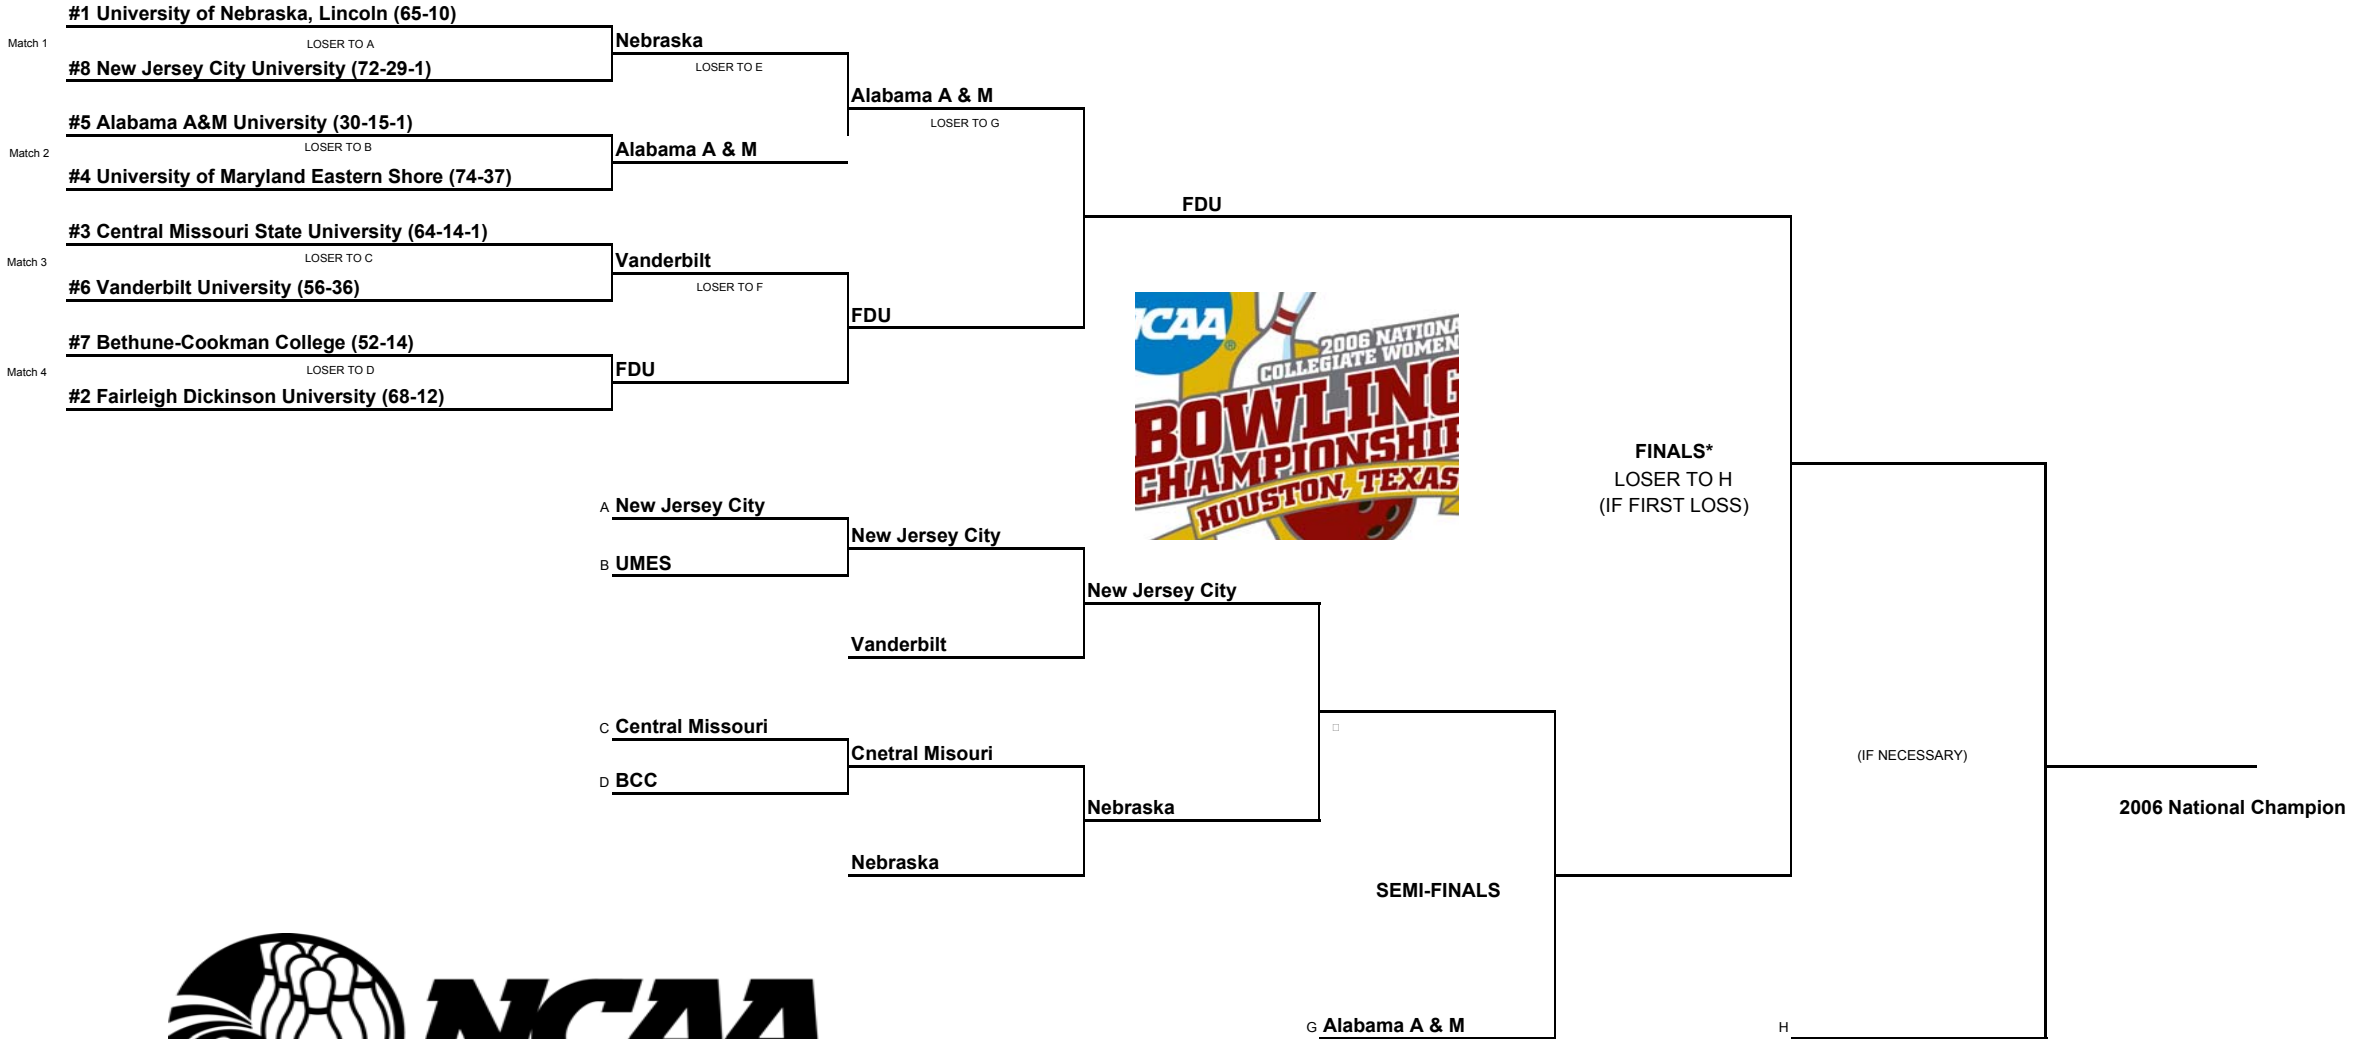 #1 University of Nebraska, Lincoln (65-10)
Match 1
LOSER TO A
#8 New Jersey City University (72-29-1)
Nebraska
LOSER TO E
#5 Alabama A&M University (30-15-1)
Match 2
LOSER TO B
#4 University of Maryland Eastern Shore (74-37)
Alabama A & M
Alabama A & M
LOSER TO G
#3 Central Missouri State University (64-14-1)
Match 3
LOSER TO C
#6 Vanderbilt University (56-36)
Vanderbilt
LOSER TO F
#7 Bethune-Cookman College (52-14)
Match 4
LOSER TO D
#2 Fairleigh Dickinson University (68-12)
FDU
FDU
FDU
NCAA
2006 NATIONA
COLLEGIATE WOMEN
BOWLING
CHAMPIONSHIP
HOUSTON, TEXAS
FINALS*
LOSER TO H
(IF FIRST LOSS)
A New Jersey City
B UMES
New Jersey City
Vanderbilt
New Jersey City
C Central Missouri
D BCC
Cnetral Misouri
Nebraska
Nebraska
SEMI-FINALS
G Alabama A & M
(IF NECESSARY)
H
2006 National Champion
NCAA